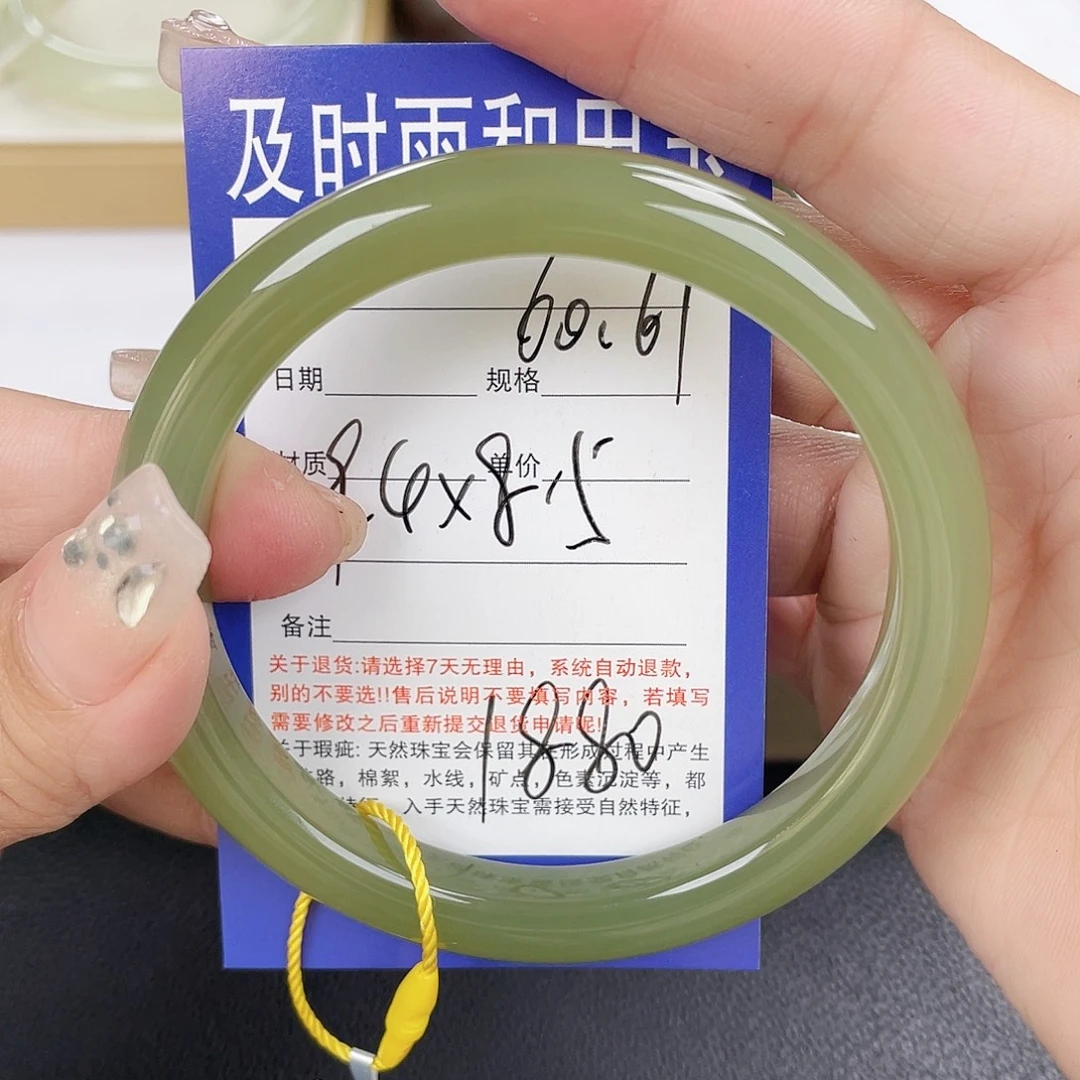 及时雨和田玉
60.61
日期 规格
材质 单价
9.6x8.5
备注
关于退货:请选择7天无理由，系统自动退款，
别的不要选!!售后说明不要填写内容，若填写
需要修改之后重新提交退货申请呢!
关于瑕疵: 天然珠宝会保留其在形成过程中产生
路，棉絮，水线，矿点，色素沉淀等，都
入手天然珠宝需接受自然特征，
1880